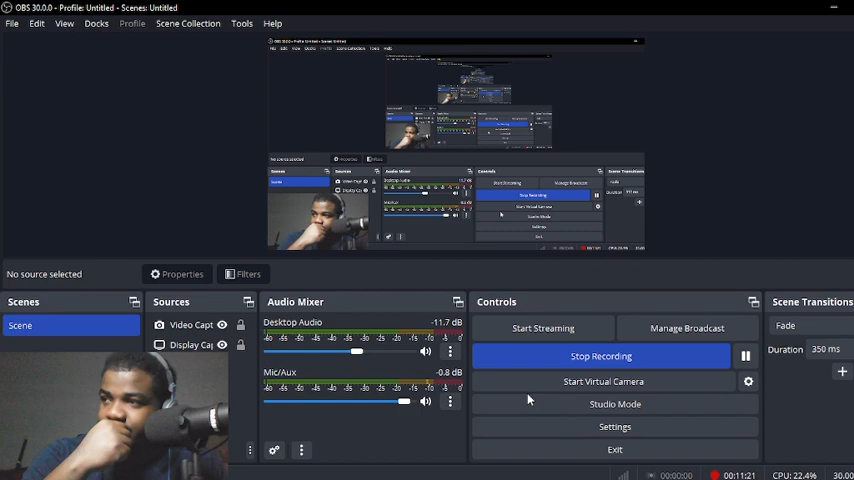 OBS 30.0.0 - Profile: Untitled - Scenes: Untitled
File Edit View Docks Profile Scene Collection Tools Help
No source selected
Properties
Filters
Scenes
Scene
Sources
Video Capt
Display Cap
Audio Mixer
Desktop Audio -11.7 dB
-60 -55 -50 -45 -40 -35 -30 -25 -20 -15 -10 -5 0
Mic/Aux -0.8 dB
-60 -55 -50 -45 -40 -35 -30 -25 -20 -15 -10 -5 0
Controls
Start Streaming
Manage Broadcast
Stop Recording
Start Virtual Camera
Studio Mode
Settings
Exit
Scene Transitions
Fade
Duration 350 ms
00:00:00
00:11:21
CPU: 22.4%
30.00